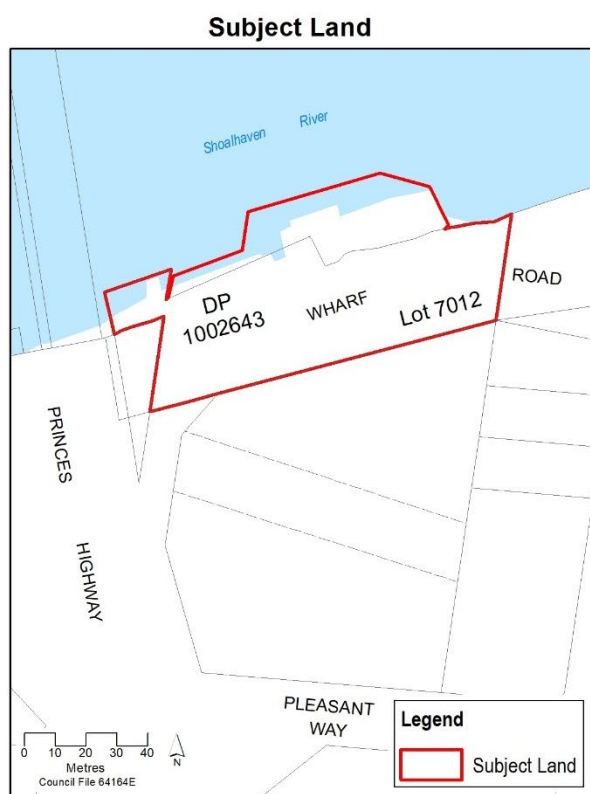 Subject Land
Shoalhaven River
DP
1002643
WHARF
Lot 7012
ROAD
PRINCES
HIGHWAY
PLEASANT
WAY
0 10 20 30 40
Metres
Council File 64164E
N
Legend
Subject Land